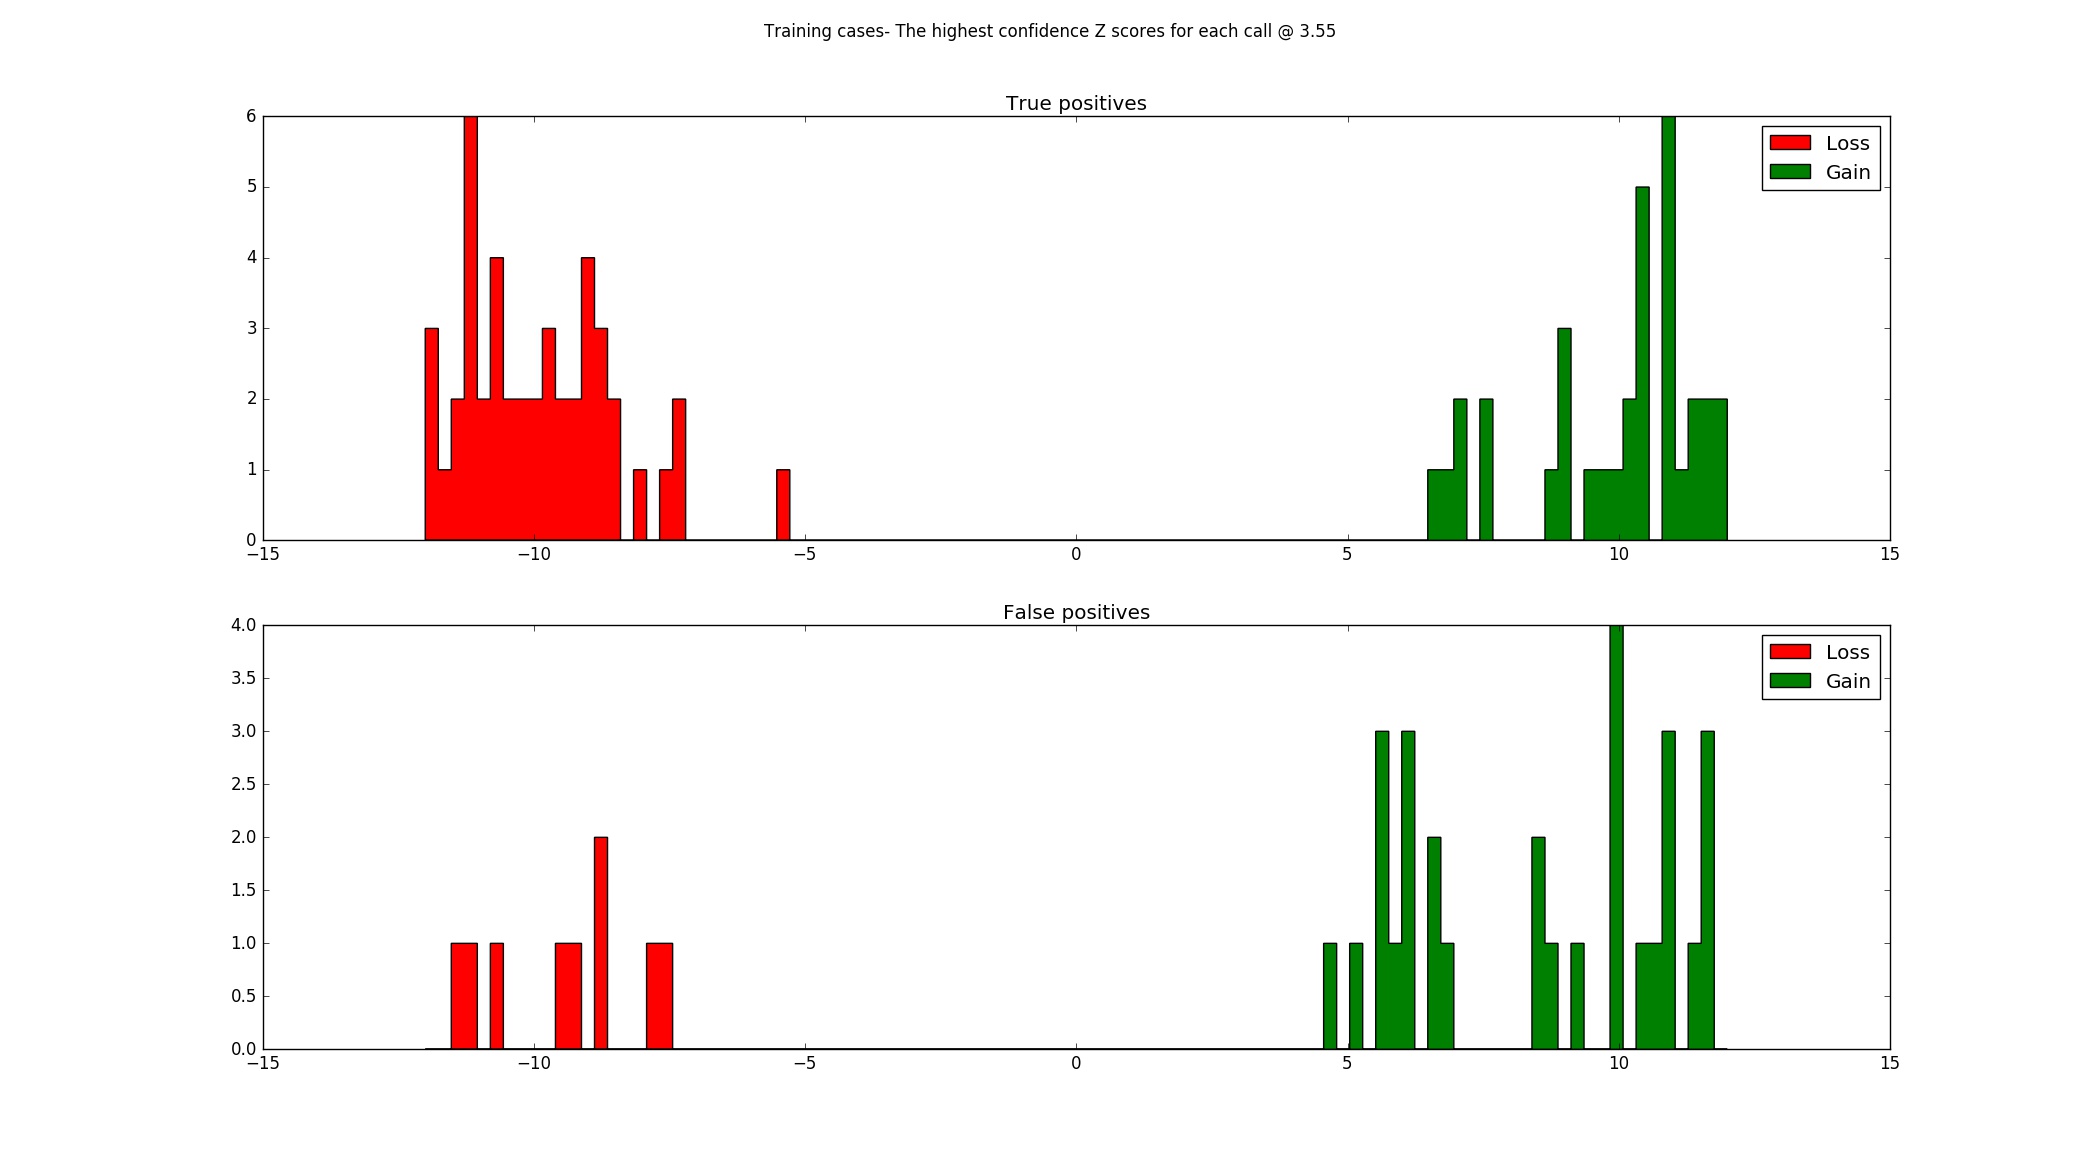 Training cases- The highest confidence Z scores for each call @ 3.55
True positives
6
5
4
3
2
1
0
Loss
Gain
−15 −10 −5 0 5 10 15
False positives
4.0
3.5
3.0
2.5
2.0
1.5
1.0
0.5
0.0
Loss
Gain
−15 −10 −5 0 5 10 15